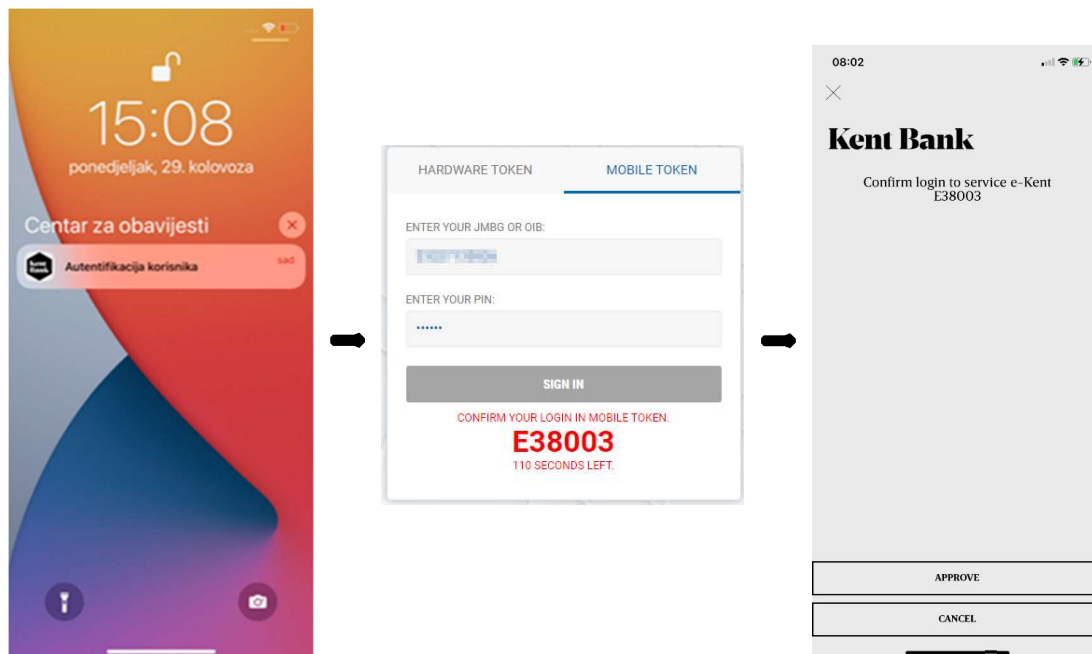 15:08
ponedjeljak, 29. kolovoza
Centar za obavijesti
Kent
Bank
Autentifikacija korisnika
sad
HARDWARE TOKEN
MOBILE TOKEN
ENTER YOUR JMBG OR OIB:
ENTER YOUR PIN:
••••••
SIGN IN
CONFIRM YOUR LOGIN IN MOBILE TOKEN.
E38003
110 SECONDS LEFT.
08:02
Kent Bank
Confirm login to service e-Kent
E38003
APPROVE
CANCEL